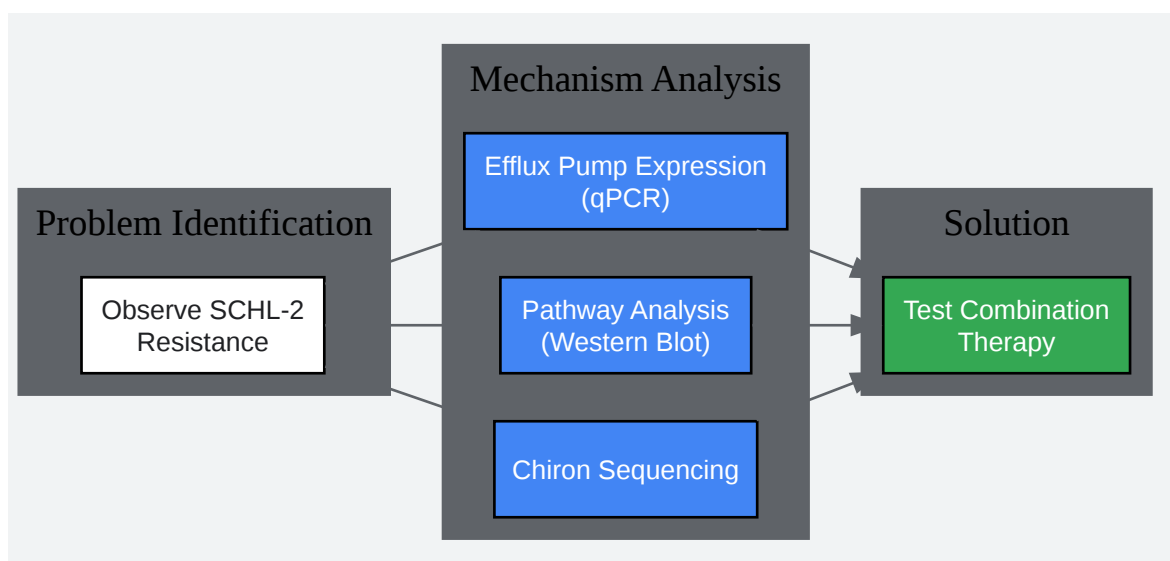 Problem Identification
Observe SCHL-2
Resistance
Mechanism Analysis
Efflux Pump Expression
(qPCR)
Pathway Analysis
(Western Blot)
Chiron Sequencing
Solution
Test Combination
Therapy